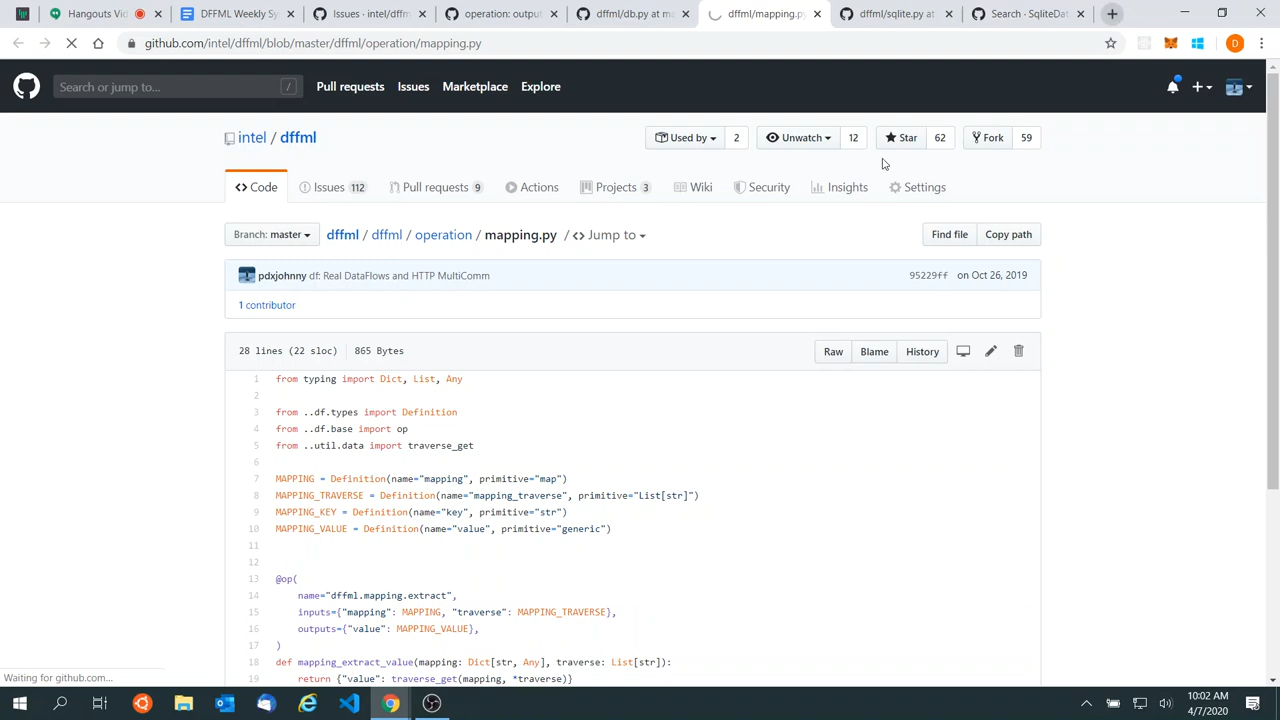 Hangouts Vid
DFFML Weekly Sy
Issues · intel/dffm
operation: output
dffml/db.py at m
dffml/mapping.py
dffml/sqlite.py at
Search · SqliteDat
github.com/intel/dffml/blob/master/dffml/operation/mapping.py
D
Search or jump to...
/
Pull requests
Issues
Marketplace
Explore
intel / dffml
Used by
2
Unwatch
12
Star
62
Fork
59
Code
Issues 112
Pull requests 9
Actions
Projects 3
Wiki
Security
Insights
Settings
Branch: master
dffml / dffml / operation / mapping.py / <> Jump to
Find file
Copy path
pdxjohnny df: Real DataFlows and HTTP MultiComm
95229ff on Oct 26, 2019
1 contributor
28 lines (22 sloc) 865 Bytes
Raw
Blame
History
1 from typing import Dict, List, Any
2
3 from ..df.types import Definition
4 from ..df.base import op
5 from ..util.data import traverse_get
6
7 MAPPING = Definition(name="mapping", primitive="map")
8 MAPPING_TRAVERSE = Definition(name="mapping_traverse", primitive="List[str]")
9 MAPPING_KEY = Definition(name="key", primitive="str")
10 MAPPING_VALUE = Definition(name="value", primitive="generic")
11
12
13 @op(
14 name="dffml.mapping.extract",
15 inputs={"mapping": MAPPING, "traverse": MAPPING_TRAVERSE},
16 outputs={"value": MAPPING_VALUE},
17 )
18 def mapping_extract_value(mapping: Dict[str, Any], traverse: List[str]):
19 return {"value": traverse_get(mapping, *traverse)}
Waiting for github.com...
10:02 AM
4/7/2020